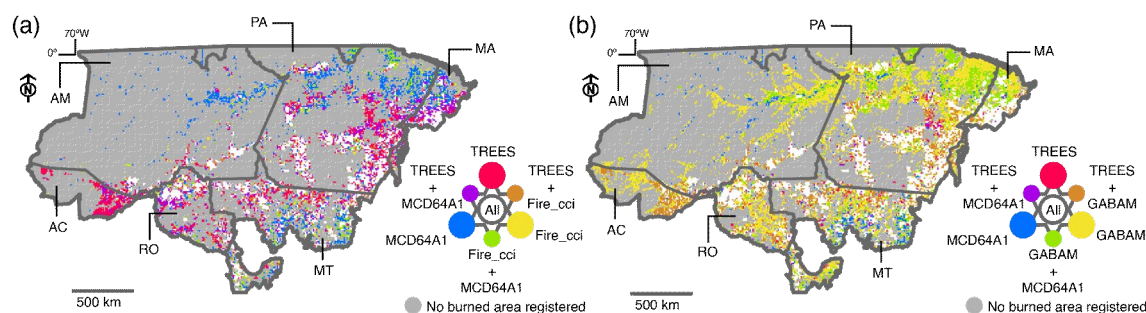 (a)
70°W
0°
PA
MA
N
AM
AC
RO
MT
TREES
TREES
+
MCD64A1
TREES
+
Fire_cci
All
MCD64A1
Fire_cci
Fire_cci
+
MCD64A1
500 km
No burned area registered
(b)
70°W
0°
PA
MA
N
AM
AC
RO
MT
TREES
TREES
+
MCD64A1
TREES
+
GABAM
All
MCD64A1
GABAM
GABAM
+
MCD64A1
500 km
No burned area registered